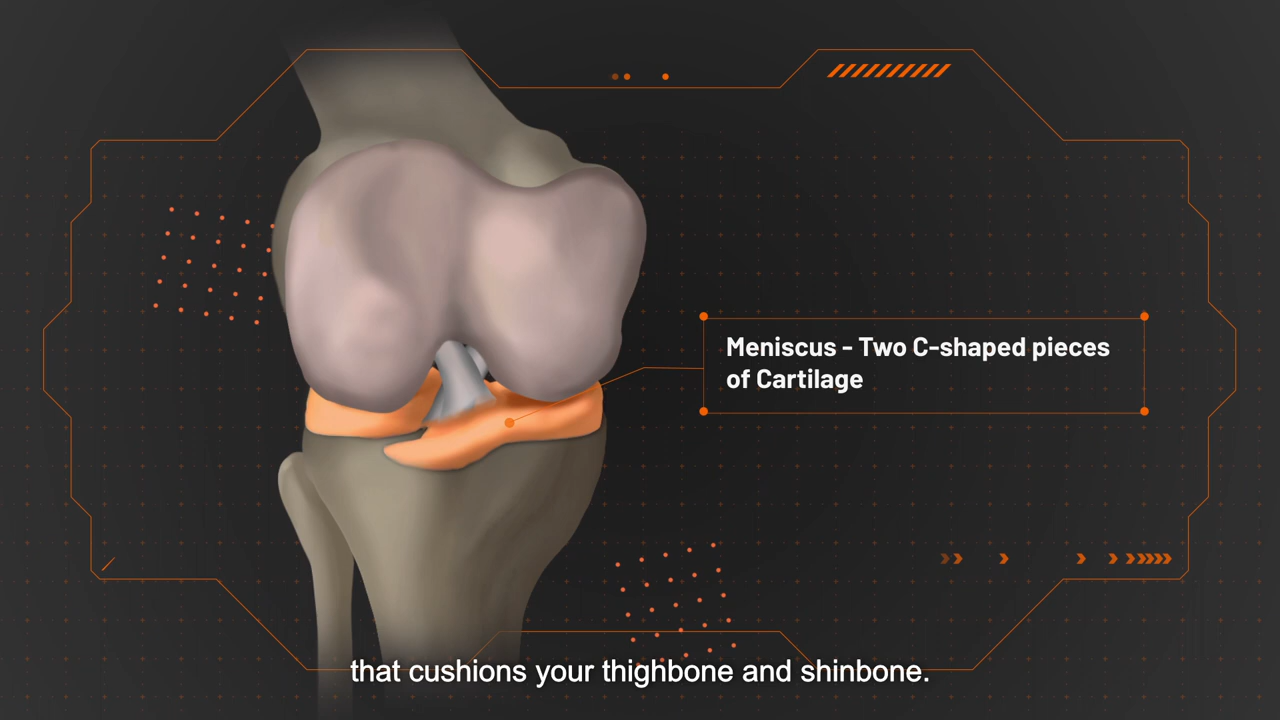 Meniscus - Two C-shaped pieces
of Cartilage
that cushions your thighbone and shinbone.